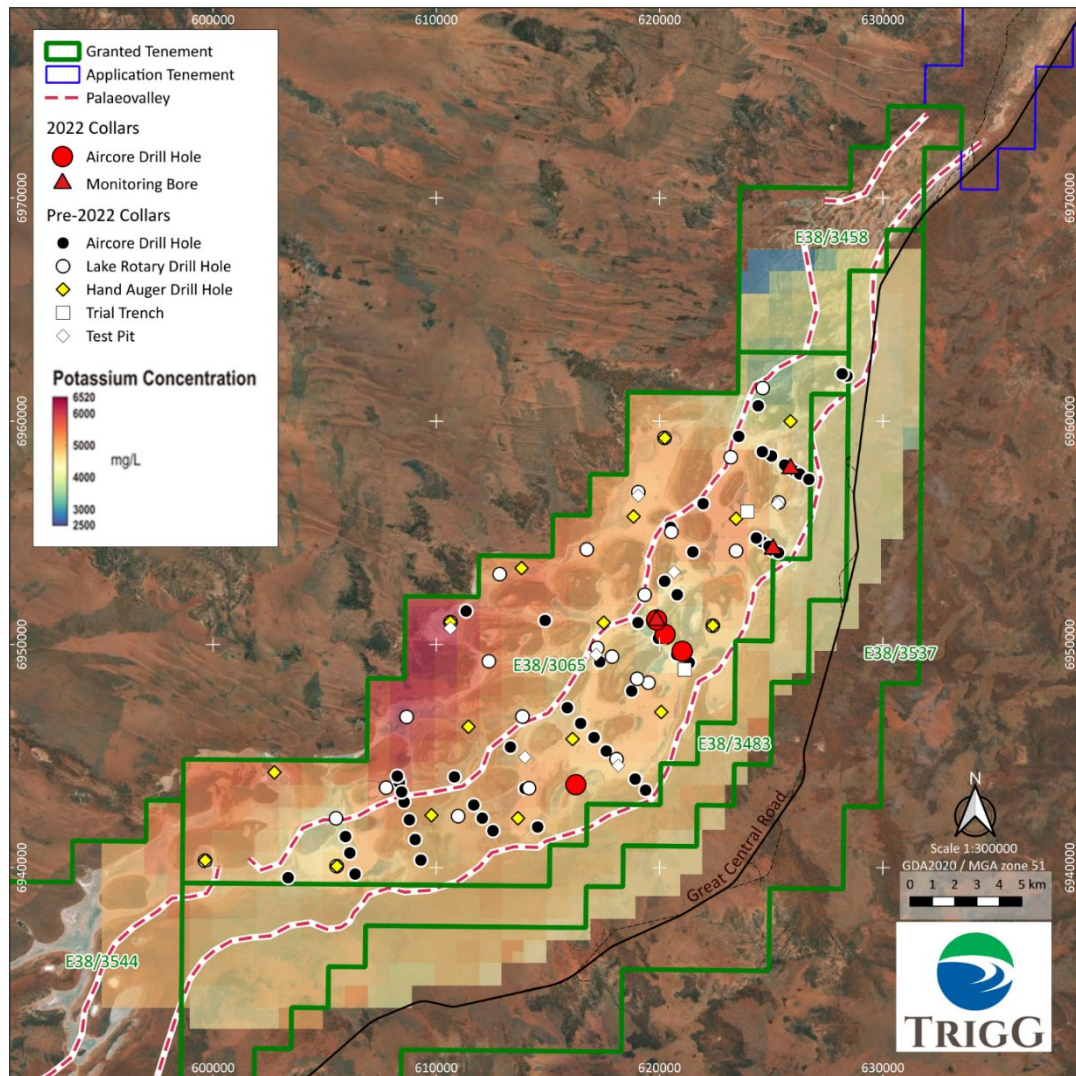 600000
610000
620000
630000
Granted Tenement
Application Tenement
Palaeovalley
2022 Collars
Aircore Drill Hole
Monitoring Bore
Pre-2022 Collars
Aircore Drill Hole
Lake Rotary Drill Hole
Hand Auger Drill Hole
Trial Trench
Test Pit
Potassium Concentration
6520
6000
5000
mg/L
4000
3000
2500
6970000
6970000
E38/3458
6960000
6960000
6950000
6950000
E38/3065
E38/3537
E38/3483
Great Central Road
N
Scale 1:300000
GDA2020 / MGA zone 51
0 1 2 3 4 5 km
6940000
6940000
E38/3544
TRIGG
600000
610000
620000
630000